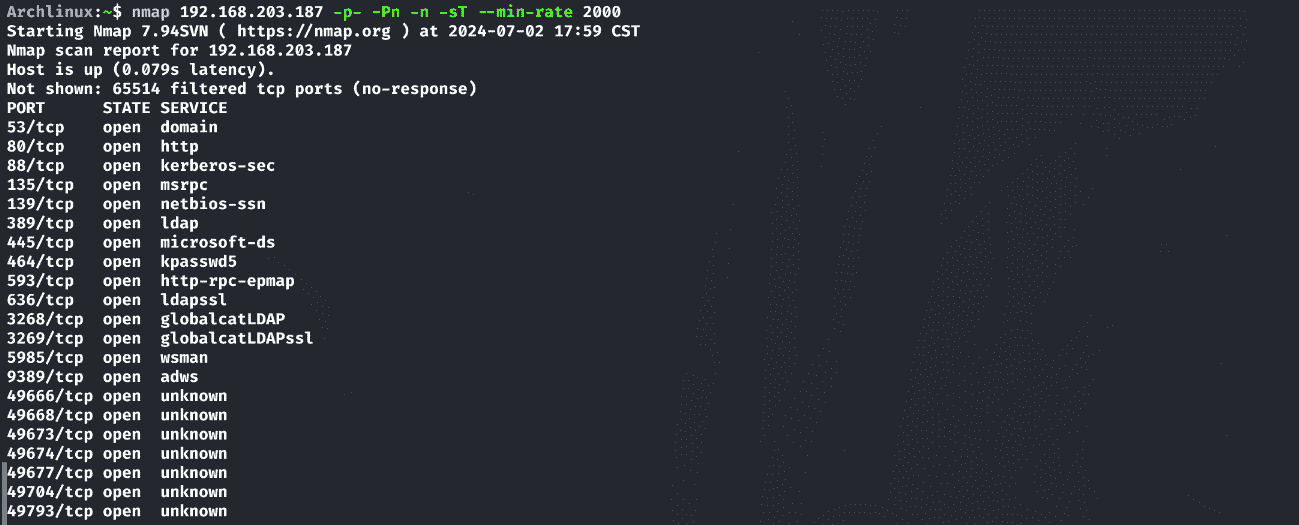 Archlinux:~$ nmap 192.168.203.187 -p- -Pn -n -sT --min-rate 2000
Starting Nmap 7.94SVN ( https://nmap.org ) at 2024-07-02 17:59 CST
Nmap scan report for 192.168.203.187
Host is up (0.079s latency).
Not shown: 65514 filtered tcp ports (no-response)
PORT      STATE SERVICE
53/tcp    open  domain
80/tcp    open  http
88/tcp    open  kerberos-sec
135/tcp   open  msrpc
139/tcp   open  netbios-ssn
389/tcp   open  ldap
445/tcp   open  microsoft-ds
464/tcp   open  kpasswd5
593/tcp   open  http-rpc-epmap
636/tcp   open  ldapssl
3268/tcp  open  globalcatLDAP
3269/tcp  open  globalcatLDAPssl
5985/tcp  open  wsman
9389/tcp  open  adws
49666/tcp open  unknown
49668/tcp open  unknown
49673/tcp open  unknown
49674/tcp open  unknown
49677/tcp open  unknown
49704/tcp open  unknown
49793/tcp open  unknown